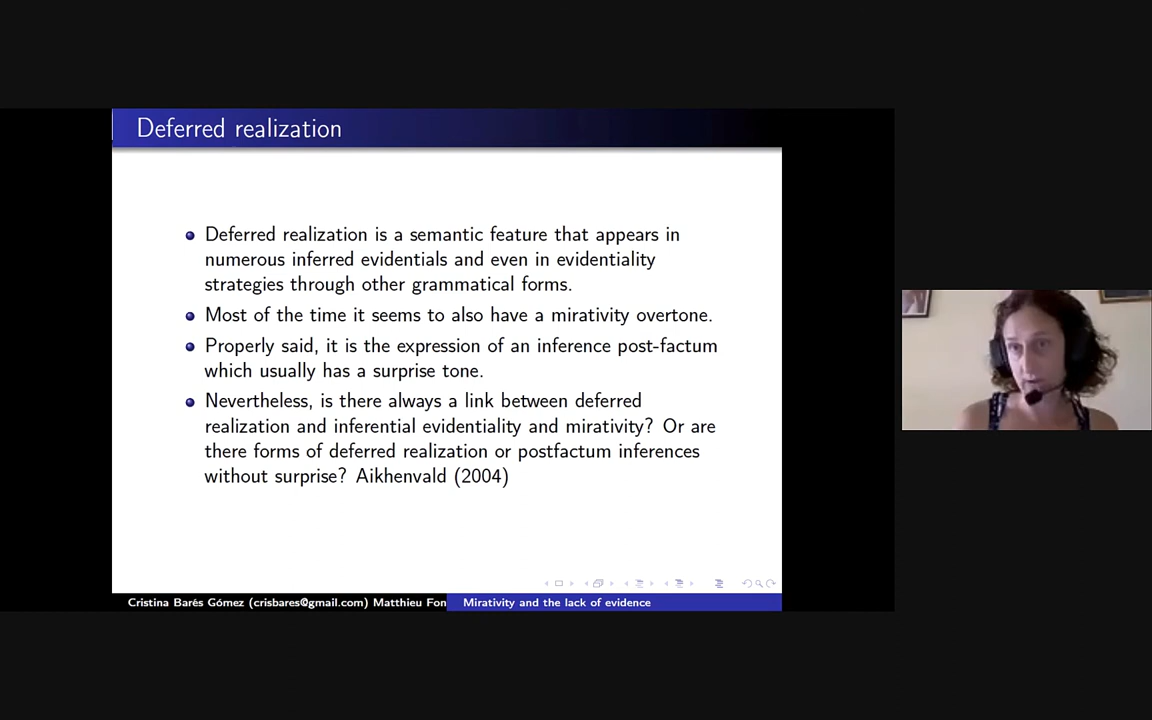 Deferred realization
Deferred realization is a semantic feature that appears in
numerous inferred evidentials and even in evidentiality
strategies through other grammatical forms.
Most of the time it seems to also have a mirativity overtone.
Properly said, it is the expression of an inference post-factum
which usually has a surprise tone.
Nevertheless, is there always a link between deferred
realization and inferential evidentiality and mirativity? Or are
there forms of deferred realization or postfactum inferences
without surprise? Aikhenvald (2004)
Cristina Barés Gómez (crisbares@gmail.com) Matthieu Fon
Mirativity and the lack of evidence